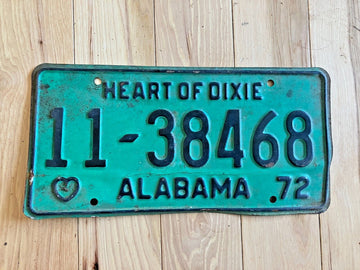 HEART OF DIXIE
11-38468
ALABAMA 72